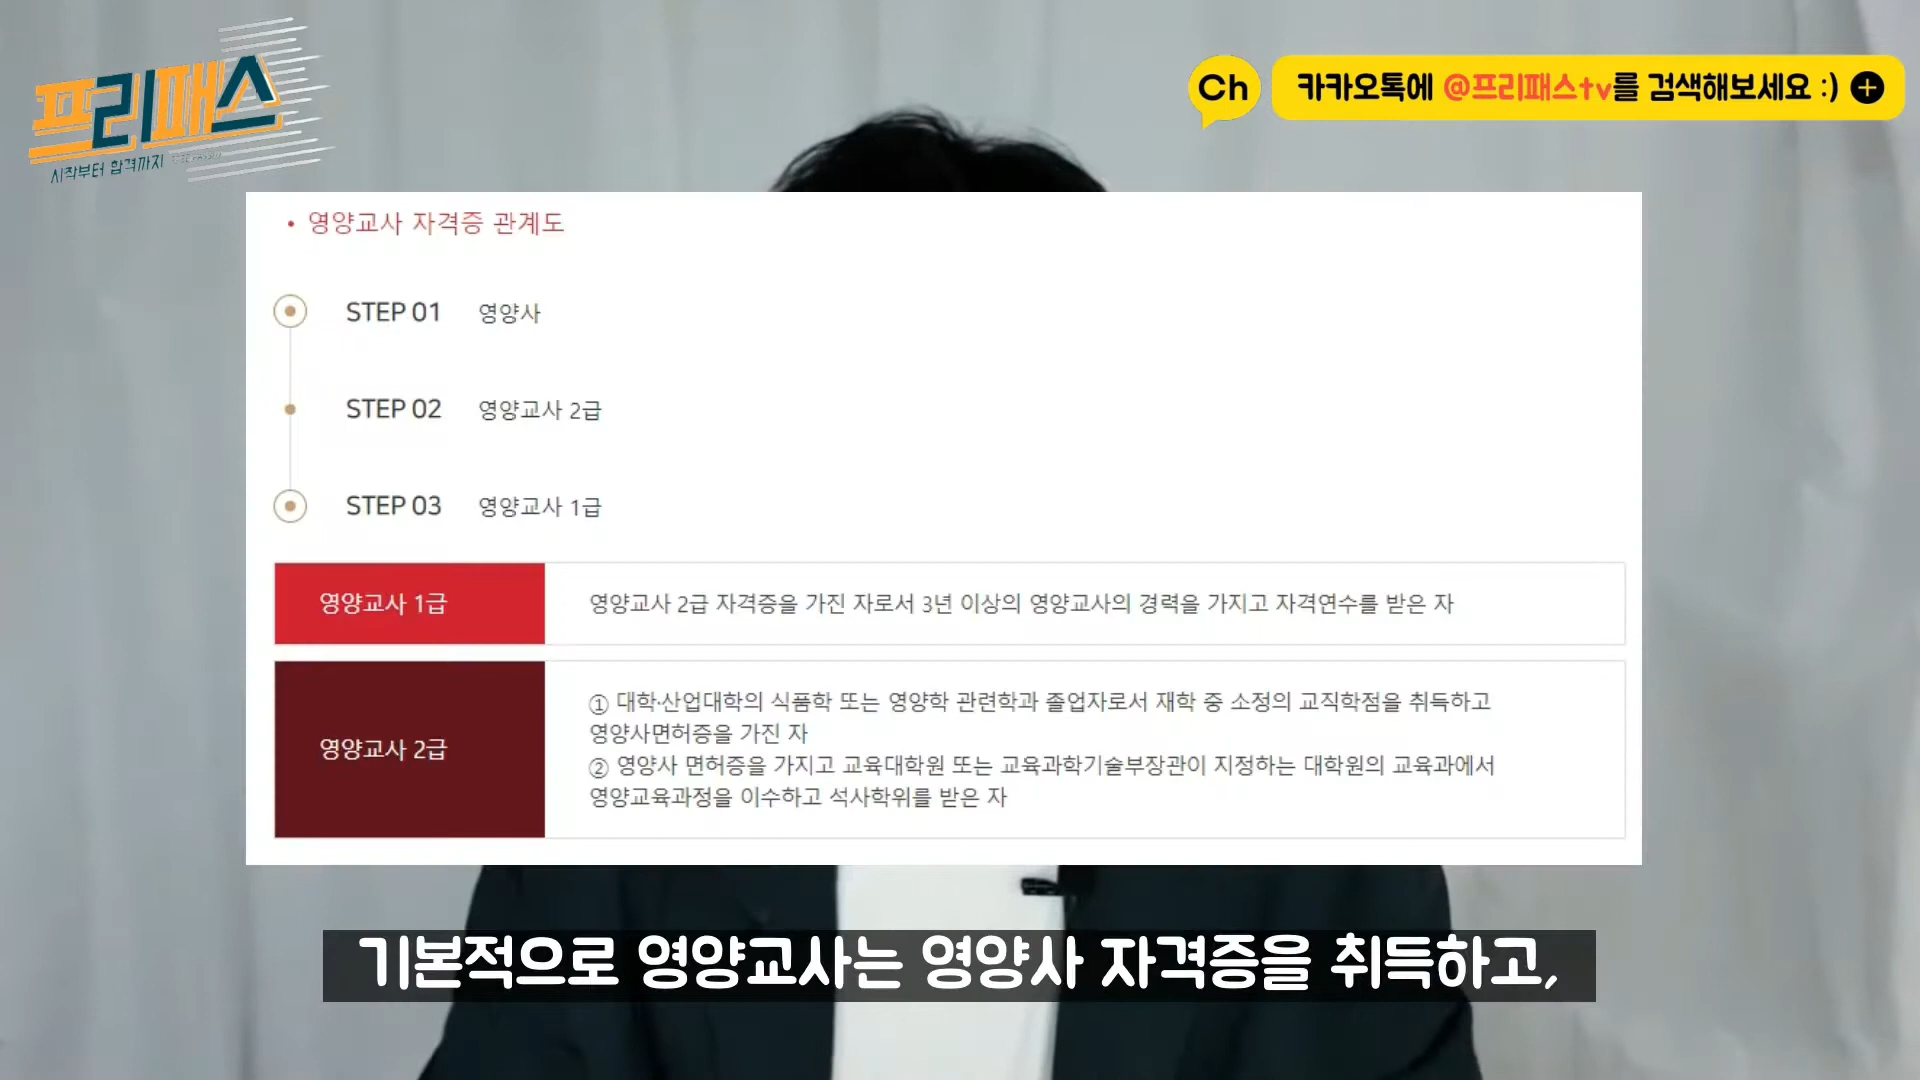 프리패스
시작부터 합격까지
Ch
카카오톡에 @프리패스tv를 검색해보세요 :)
• 영양교사 자격증 관계도
STEP 01 영양사
STEP 02 영양교사 2급
STEP 03 영양교사 1급
영양교사 1급
영양교사 2급 자격증을 가진 자로서 3년 이상의 영양교사의 경력을 가지고 자격연수를 받은 자
영양교사 2급
① 대학·산업대학의 식품학 또는 영양학 관련학과 졸업자로서 재학 중 소정의 교직학점을 취득하고
영양사면허증을 가진 자
② 영양사 면허증을 가지고 교육대학원 또는 교육과학기술부장관이 지정하는 대학원의 교육과에서
영양교육과정을 이수하고 석사학위를 받은 자
기본적으로 영양교사는 영양사 자격증을 취득하고,